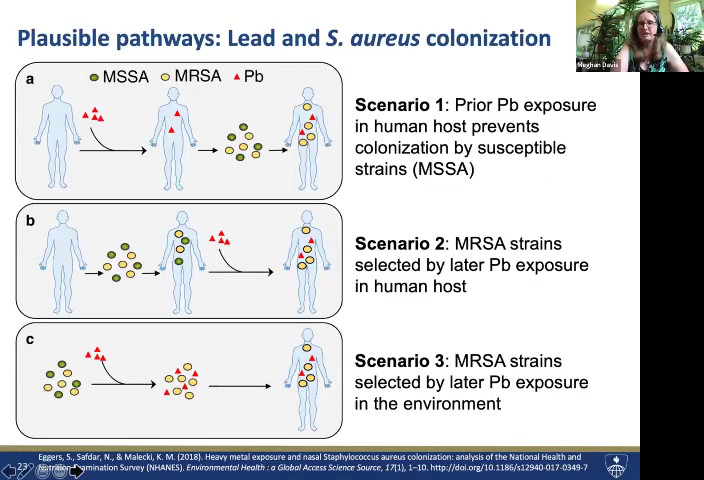 Plausible pathways: Lead and S. aureus colonization
Meghan Davis
a
MSSA MRSA Pb
Scenario 1: Prior Pb exposure
in human host prevents
colonization by susceptible
strains (MSSA)
b
Scenario 2: MRSA strains
selected by later Pb exposure
in human host
c
Scenario 3: MRSA strains
selected by later Pb exposure
in the environment
Eggers, S., Safdar, N., & Malecki, K. M. (2018). Heavy metal exposure and nasal Staphylococcus aureus colonization: analysis of the National Health and
23 Nutrition Examination Survey (NHANES). Environmental Health : a Global Access Science Source, 17(1), 1–10. http://doi.org/10.1186/s12940-017-0349-7